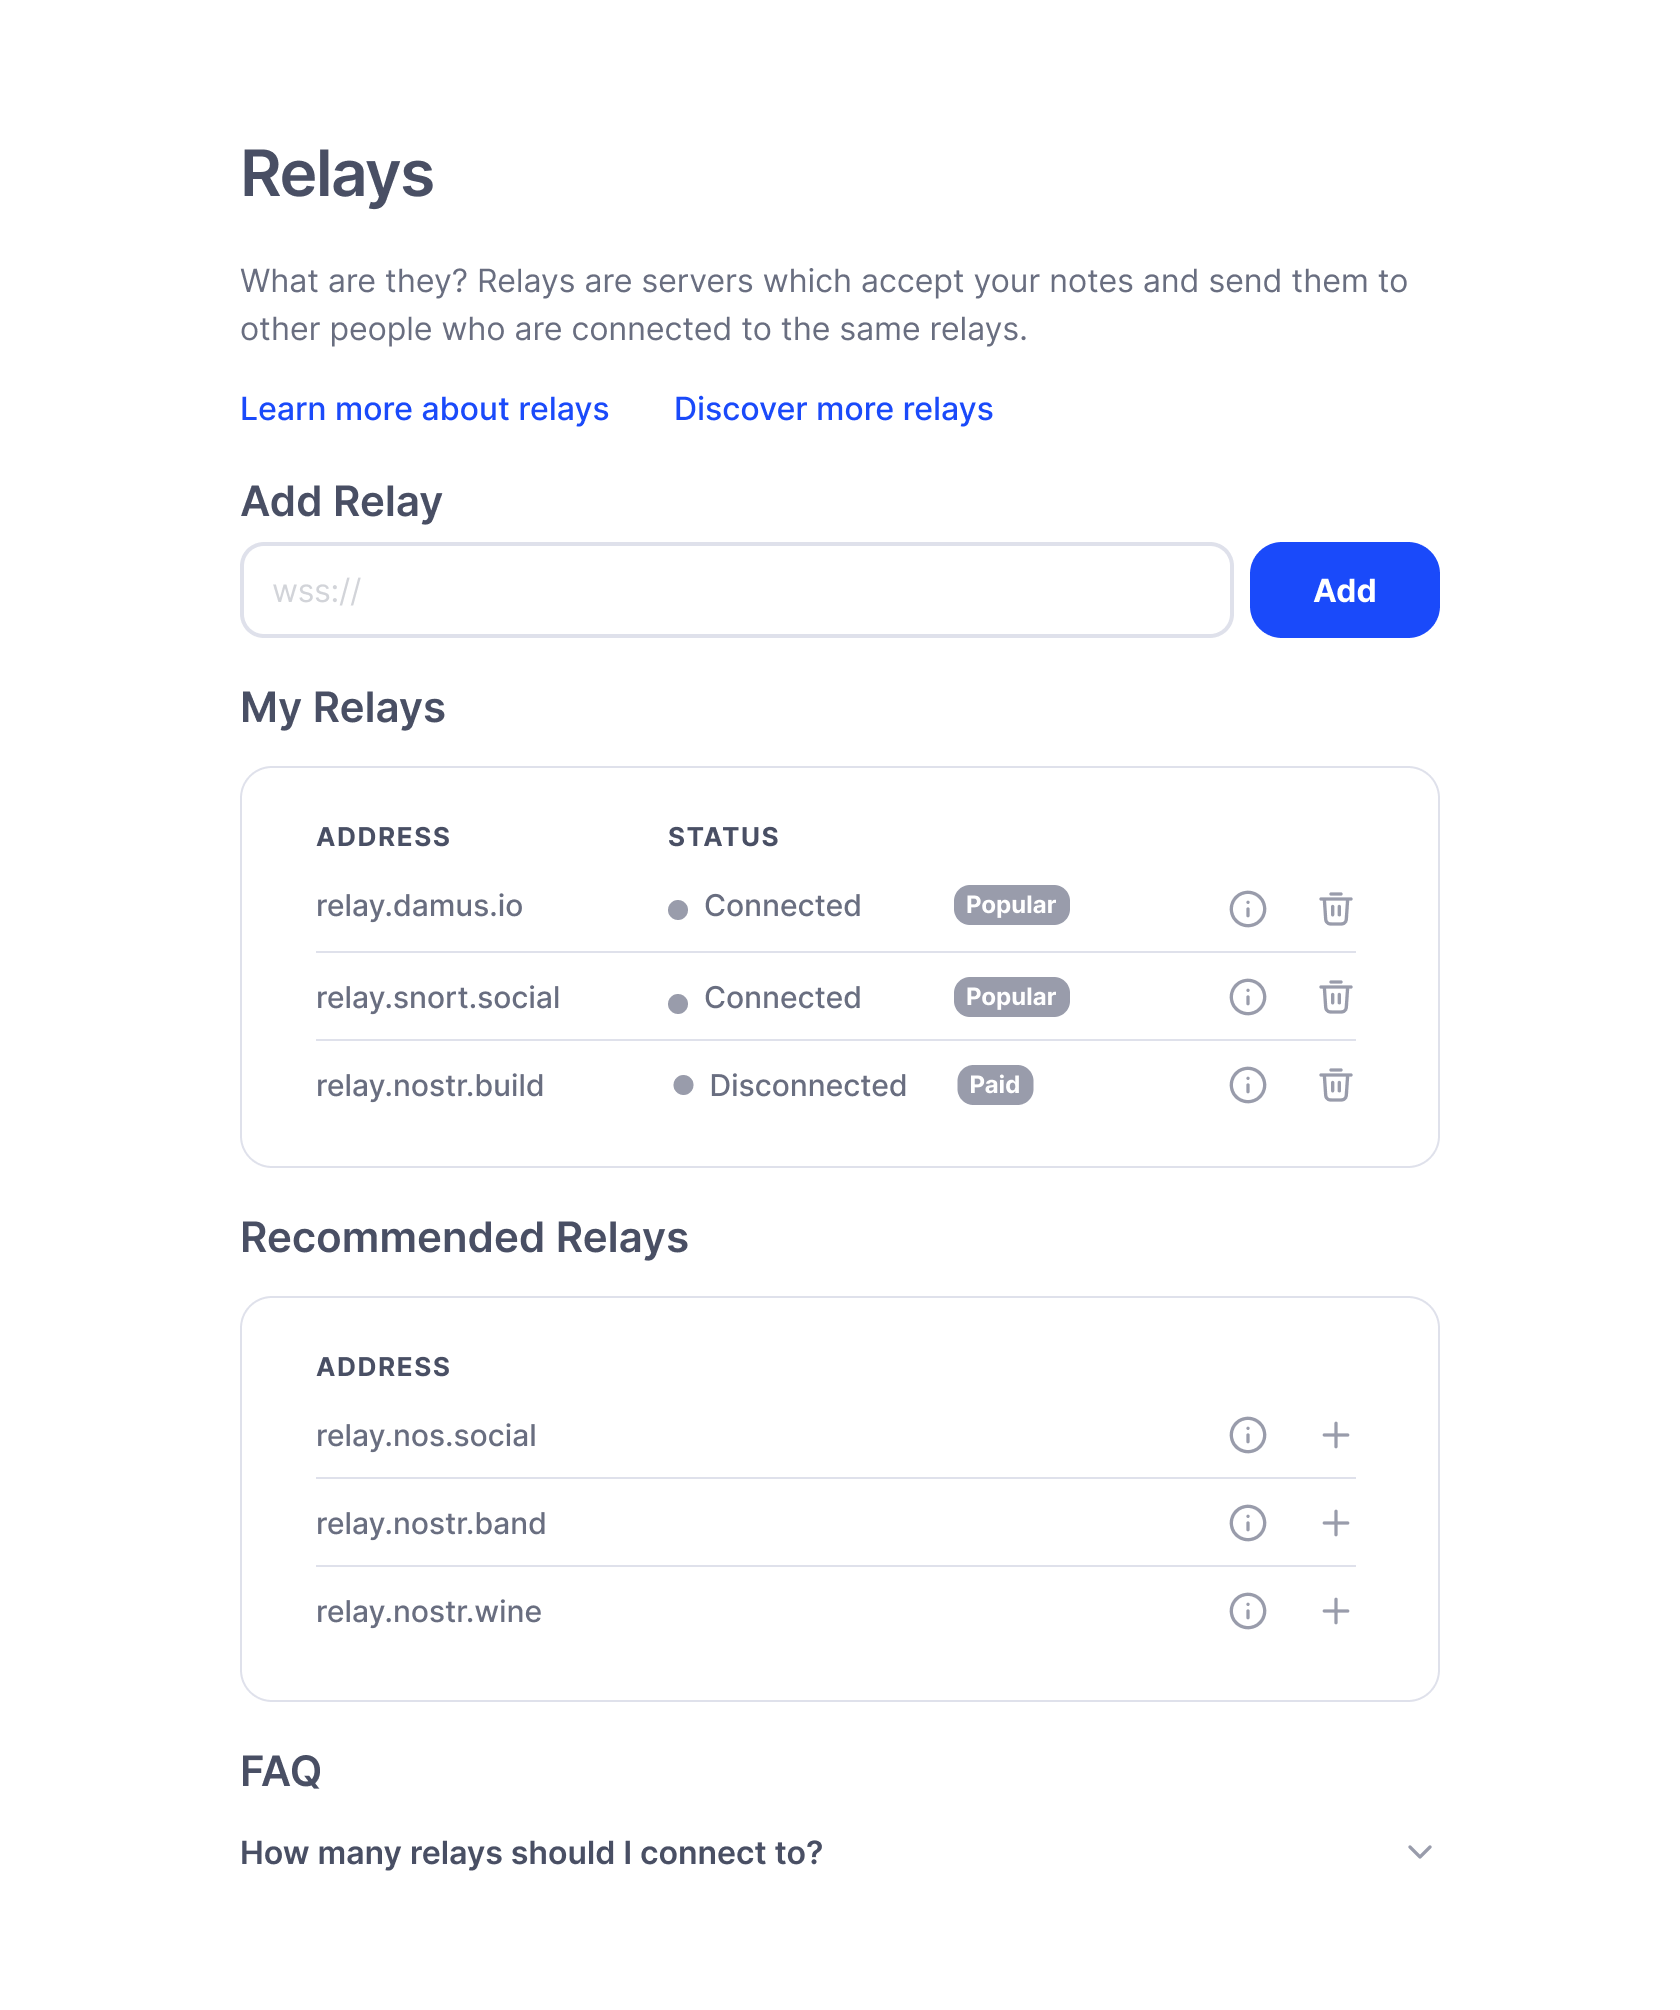 Relays
What are they? Relays are servers which accept your notes and send them to
other people who are connected to the same relays.
Learn more about relays Discover more relays
Add Relay
wss:// Add
My Relays
ADDRESS STATUS
relay.damus.io Connected Popular
relay.snort.social Connected Popular
relay.nostr.build Disconnected Paid
Recommended Relays
ADDRESS
relay.nos.social
relay.nostr.band
relay.nostr.wine
FAQ
How many relays should I connect to?